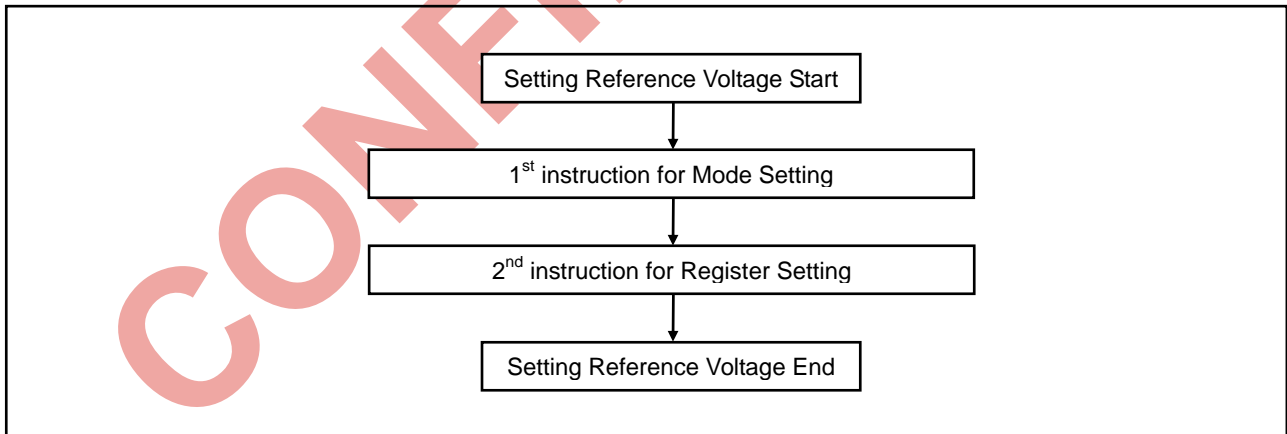 Setting Reference Voltage Start
1st instruction for Mode Setting
2nd instruction for Register Setting
Setting Reference Voltage End